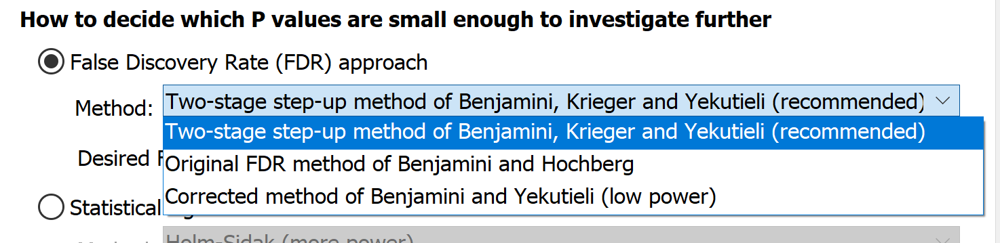 How to decide which P values are small enough to investigate further
False Discovery Rate (FDR) approach
Method: Two-stage step-up method of Benjamini, Krieger and Yekutieli (recommended)
Two-stage step-up method of Benjamini, Krieger and Yekutieli (recommended)
Desired
Original FDR method of Benjamini and Hochberg
Corrected method of Benjamini and Yekutieli (low power)
Statistical
Holm-Sidak (more power)